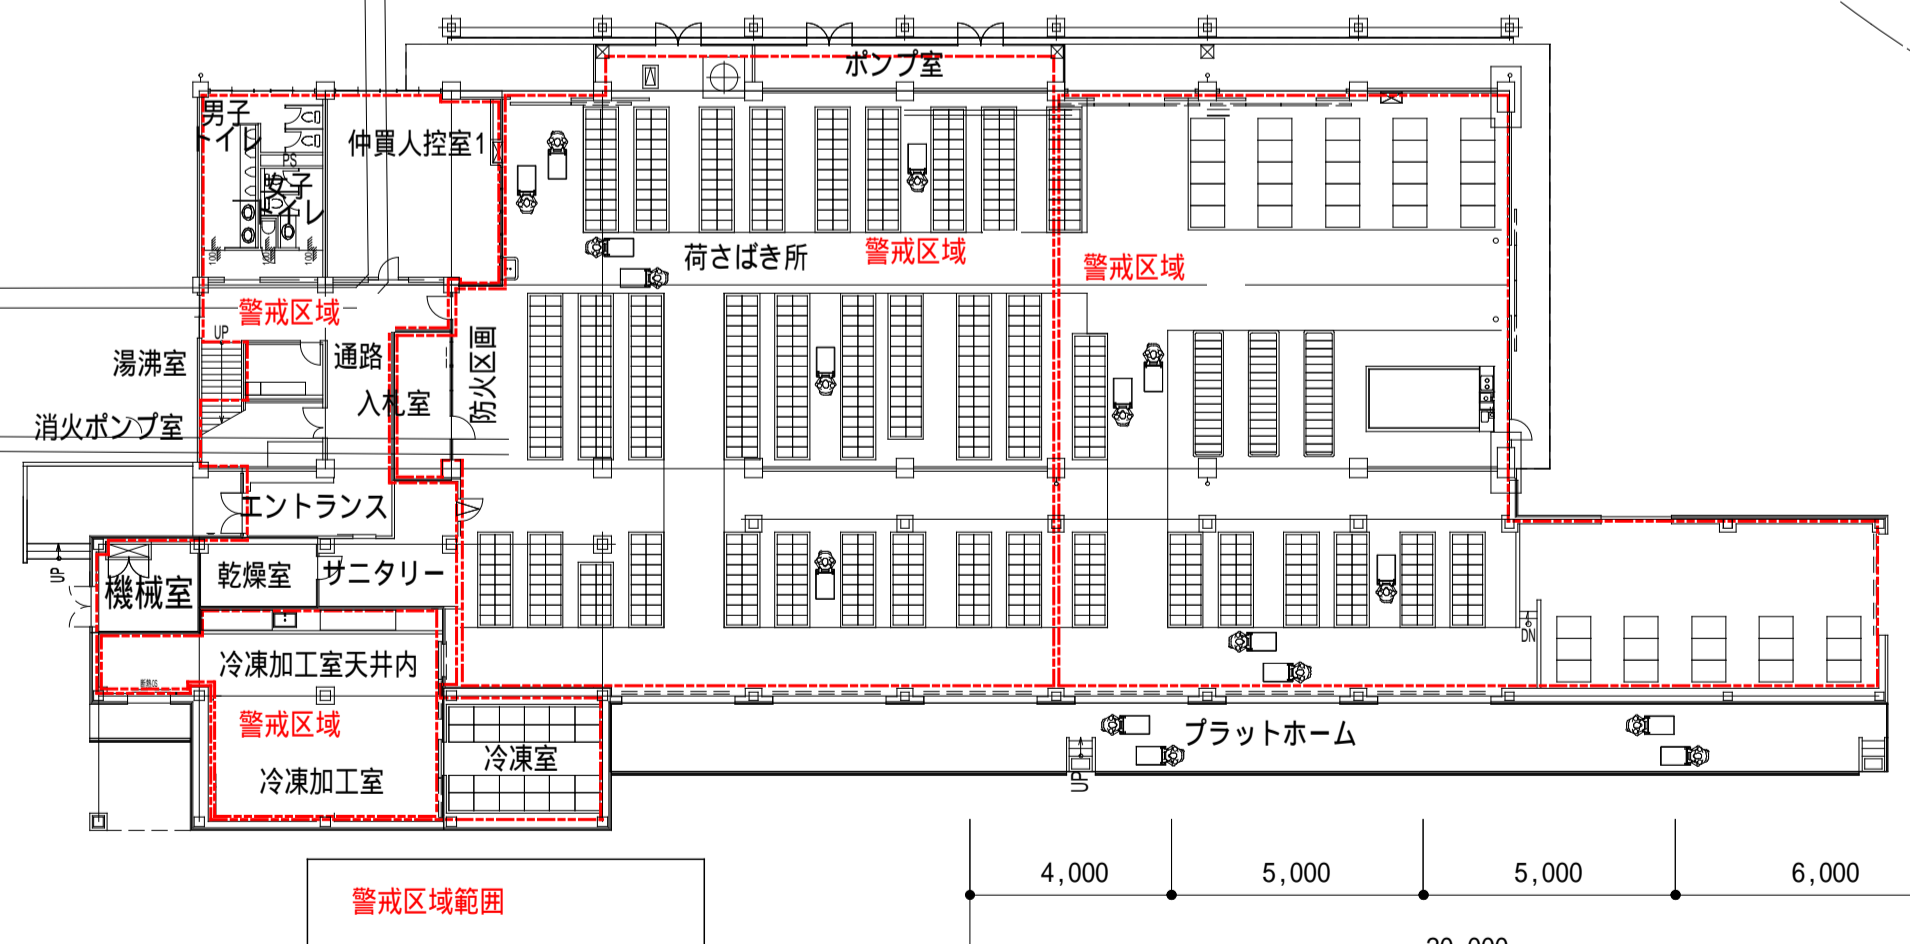 ポンプ室
男子
トイレ
仲買人控室1
PS
女子
トイレ
荷さばき所
警戒区域
警戒区域
警戒区域
UP
湯沸室
通路
防火区画
入札室
消火ポンプ室
エントランス
UP
機械室
乾燥室
サニタリー
DN
冷凍加工室天井内
警戒区域
冷凍室
プラットホーム
UP
冷凍加工室
4,000
5,000
5,000
6,000
警戒区域範囲